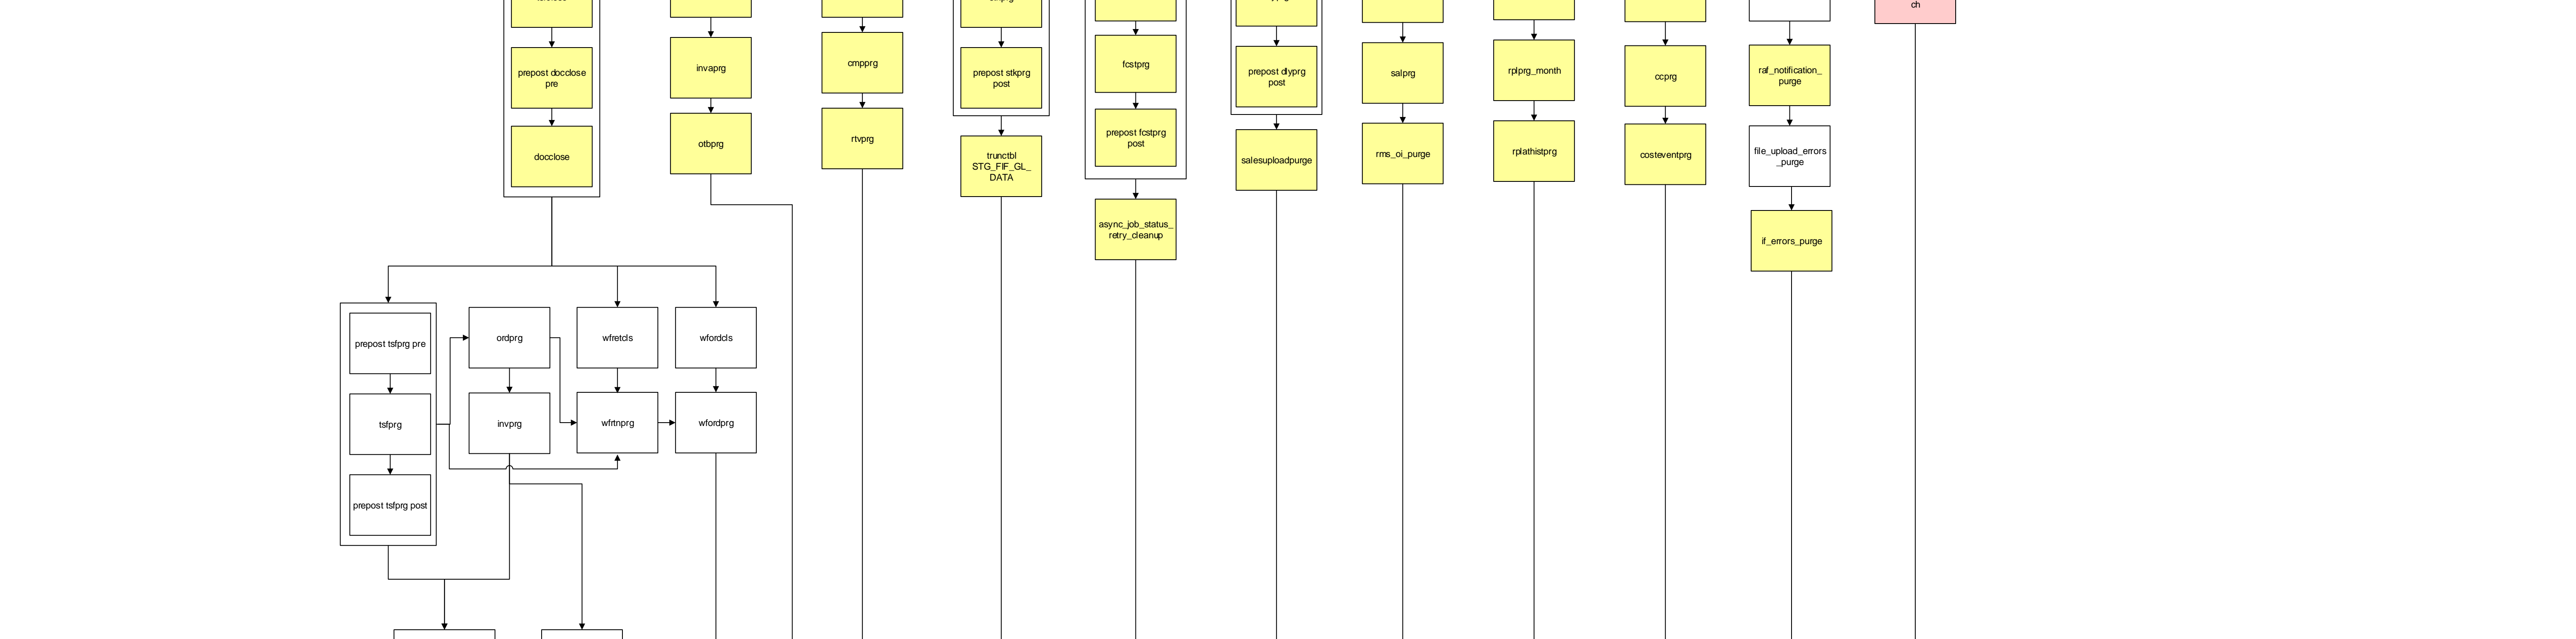 ch
prepost docclose
pre
docclose
invaprg
otbprg
cmpprg
rtvprg
prepost stkprg
post
trunctbl
STG_FIF_GL_
DATA
fcstprg
prepost fcstprg
post
async_job_status_
retry_cleanup
prepost dlyprg
post
salesuploadpurge
salprg
rms_oi_purge
rplprg_month
rplathistprg
ccprg
costeventprg
raf_notification_
purge
file_upload_errors
_purge
if_errors_purge
prepost tsfprg pre
tsfprg
prepost tsfprg post
ordprg
invprg
wfretcls
wfrtnprg
wfordcls
wfordprg